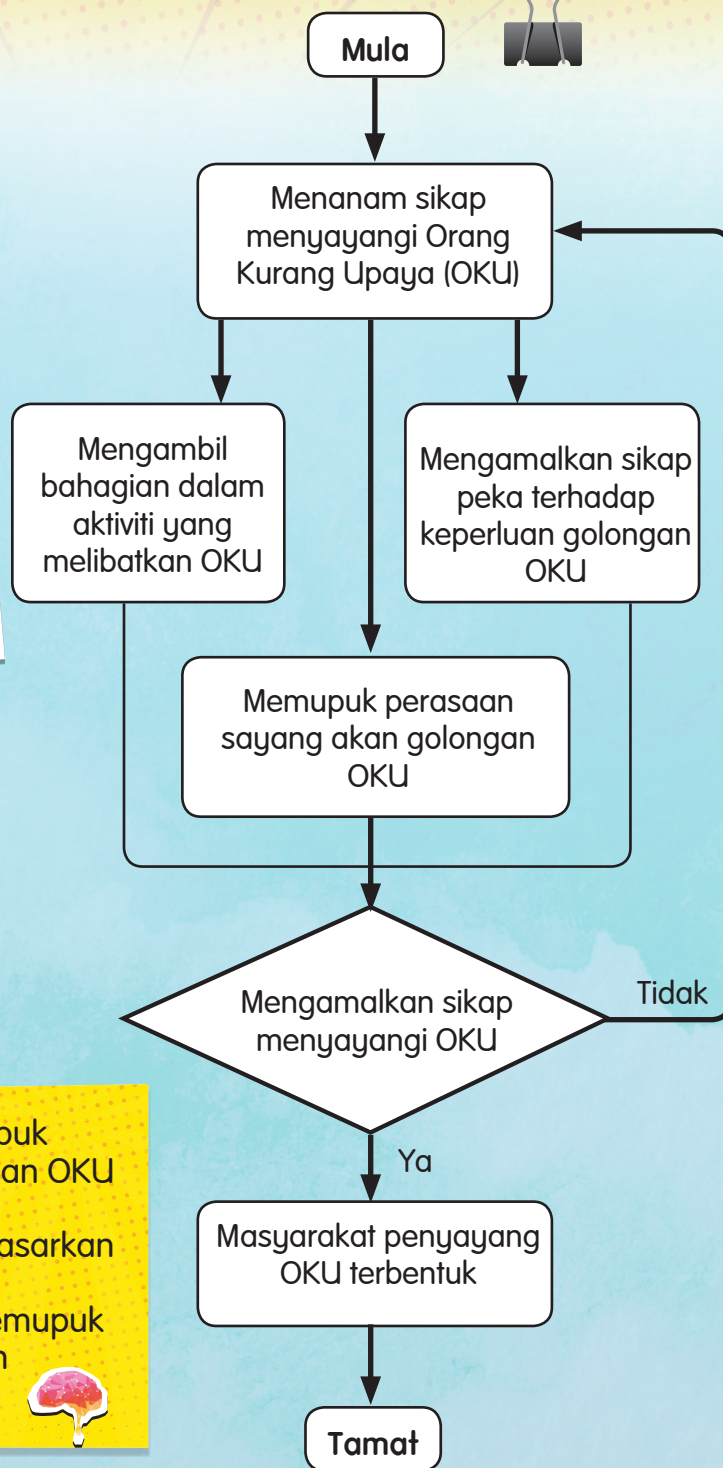 Mula
Menanam sikap
menyayangi Orang
Kurang Upaya (OKU)
Mengambil
bahagian dalam
aktiviti yang
melibatkan OKU
Mengamalkan sikap
peka terhadap
keperluan golongan
OKU
Memupuk perasaan
sayang akan golongan
OKU
Mengamalkan sikap
menyayangi OKU
Tidak
Ya
Masyarakat penyayang
OKU terbentuk
Tamat
OKU